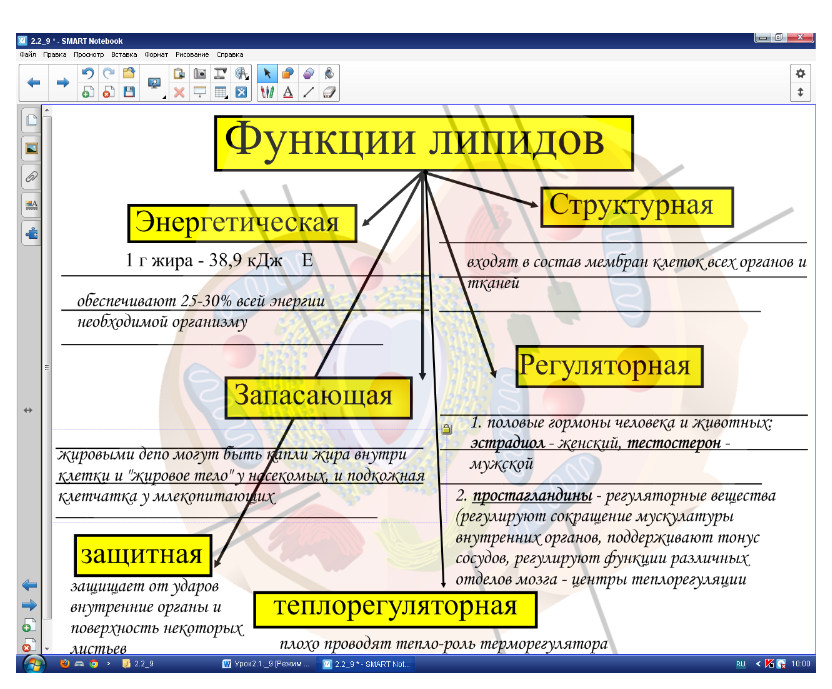 2.2_9 * - SMART Notebook
Файл Правка Просмотр Вставка Формат Рисование Справка
Функции липидов
Структурная
входят в состав мембран клеток всех органов и
тканей
Энергетическая
1 г жира - 38,9 кДж Е
обеспечивают 25-30% всей энергии
необходимой организму
Регуляторная
1. половые гормоны человека и животных:
эстрадиол - женский, тестостерон -
мужской
2. простагландины - регуляторные вещества
(регулируют сокращение мускулатуры
внутренних органов, поддерживают тонус
сосудов, регулируют функции различных
отделов мозга - центры теплорегуляции
Запасающая
жировыми депо могут быть капли жира внутри
клетки и "жировое тело" у насекомых, и подкожная
клетчатка у млекопитающих
защитная
защищает от ударов
внутренние органы и
поверхность некоторых
листьев
теплорегуляторная
плохо проводят тепло-роль терморегулятора
2.2_9
Урок2.1._9 [Режим ...
2.2_9 * - SMART Not...
RU
10:00